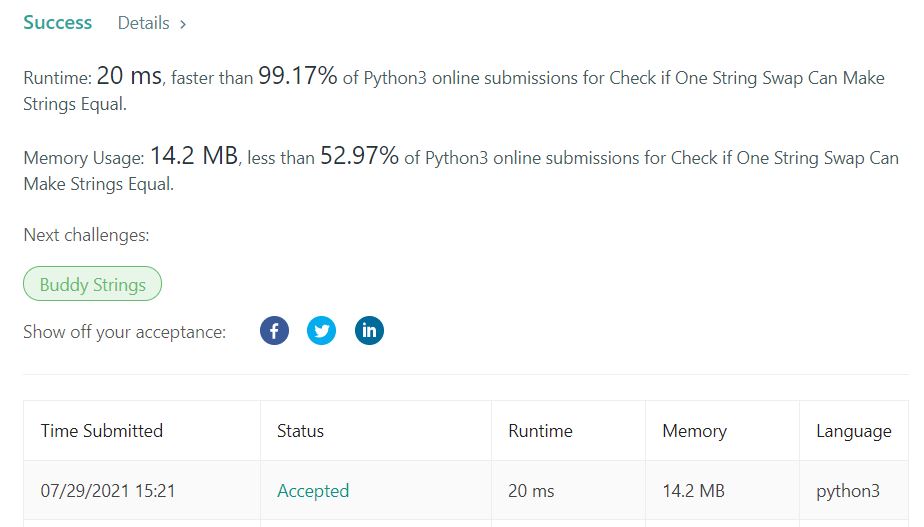 Success Details >
Runtime: 20 ms, faster than 99.17% of Python3 online submissions for Check if One String Swap Can Make
Strings Equal.
Memory Usage: 14.2 MB, less than 52.97% of Python3 online submissions for Check if One String Swap Can
Make Strings Equal.
Next challenges:
Buddy Strings
Show off your acceptance: f in
Time Submitted Status Runtime Memory Language
07/29/2021 15:21 Accepted 20 ms 14.2 MB python3